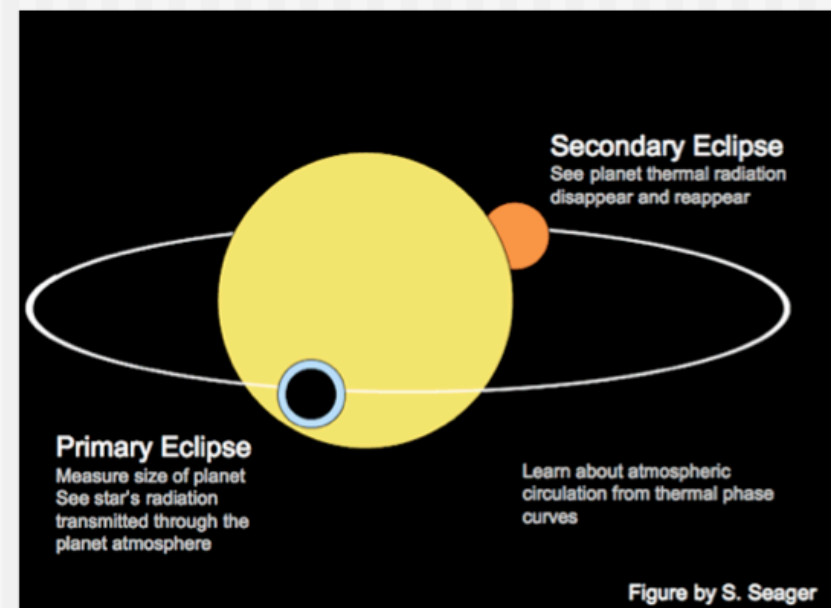 Secondary Eclipse
See planet thermal radiation
disappear and reappear
Primary Eclipse
Measure size of planet
See star's radiation
transmitted through the
planet atmosphere
Learn about atmospheric
circulation from thermal phase
curves
Figure by S. Seager